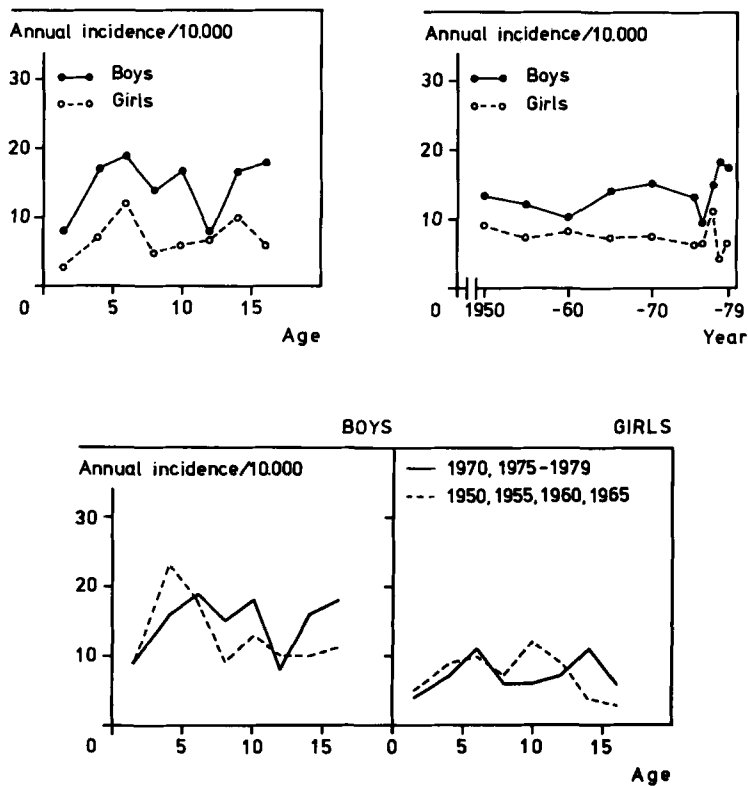 Annual incidence/10.000
30
Boys
Girls
20
10
0 5 10 15
Age
Annual incidence/10.000
30
Boys
Girls
20
10
0 1950 -60 -70 -79
Year
BOYS GIRLS
Annual incidence/10.000
1970, 1975-1979
1950, 1955, 1960, 1965
30
20
10
0 5 10 15 0 5 10 15
Age